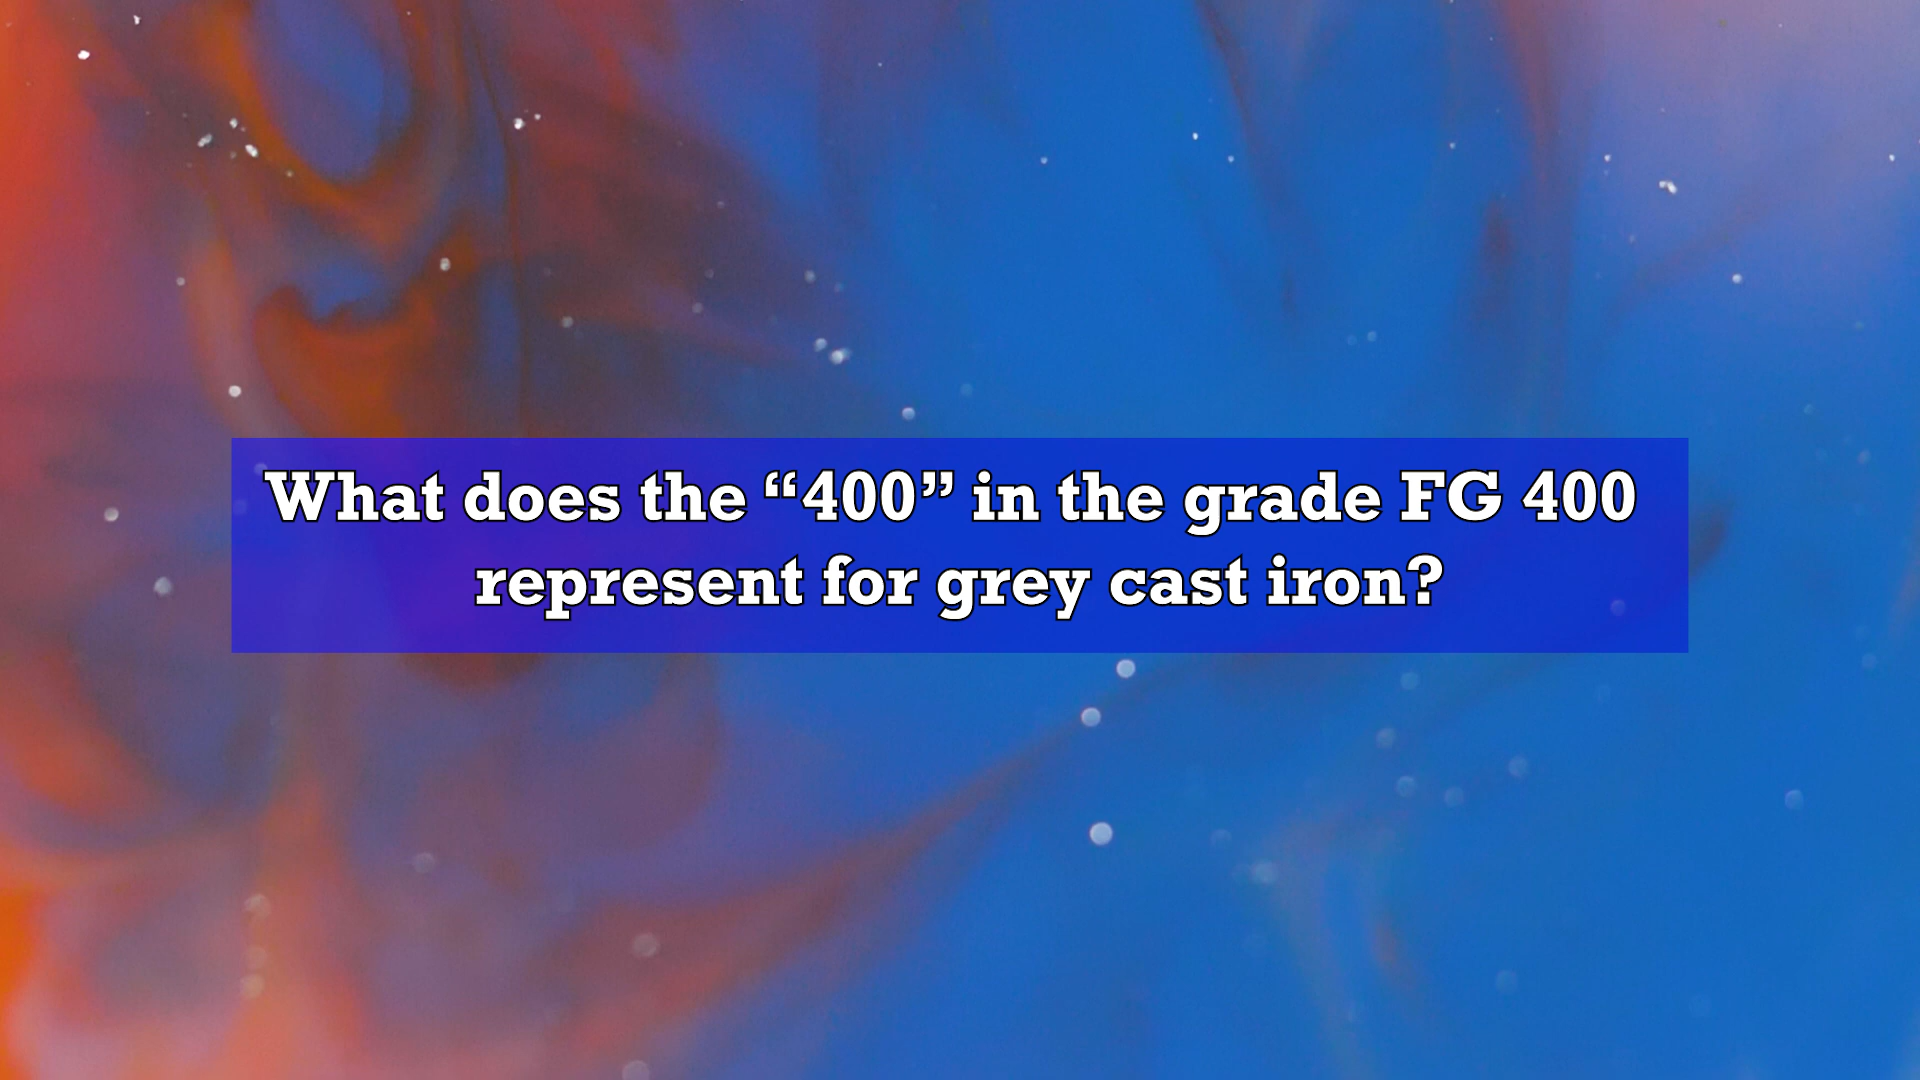 What does the “400” in the grade FG 400
represent for grey cast iron?